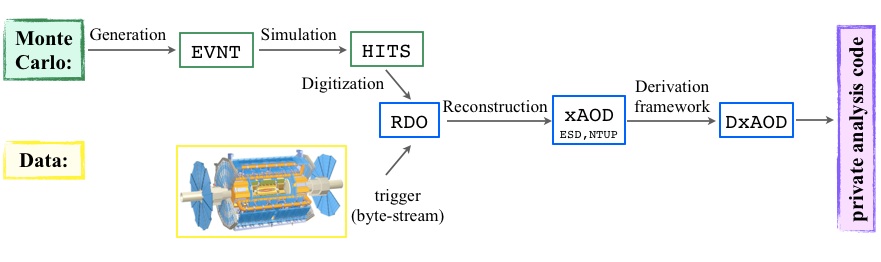 Monte
Carlo:
Generation
EVNT
Simulation
HITS
Digitization
RDO
Reconstruction
xAOD
ESD,NTUP
Derivation
framework
DxAOD
private analysis code
Data:
trigger
(byte-stream)